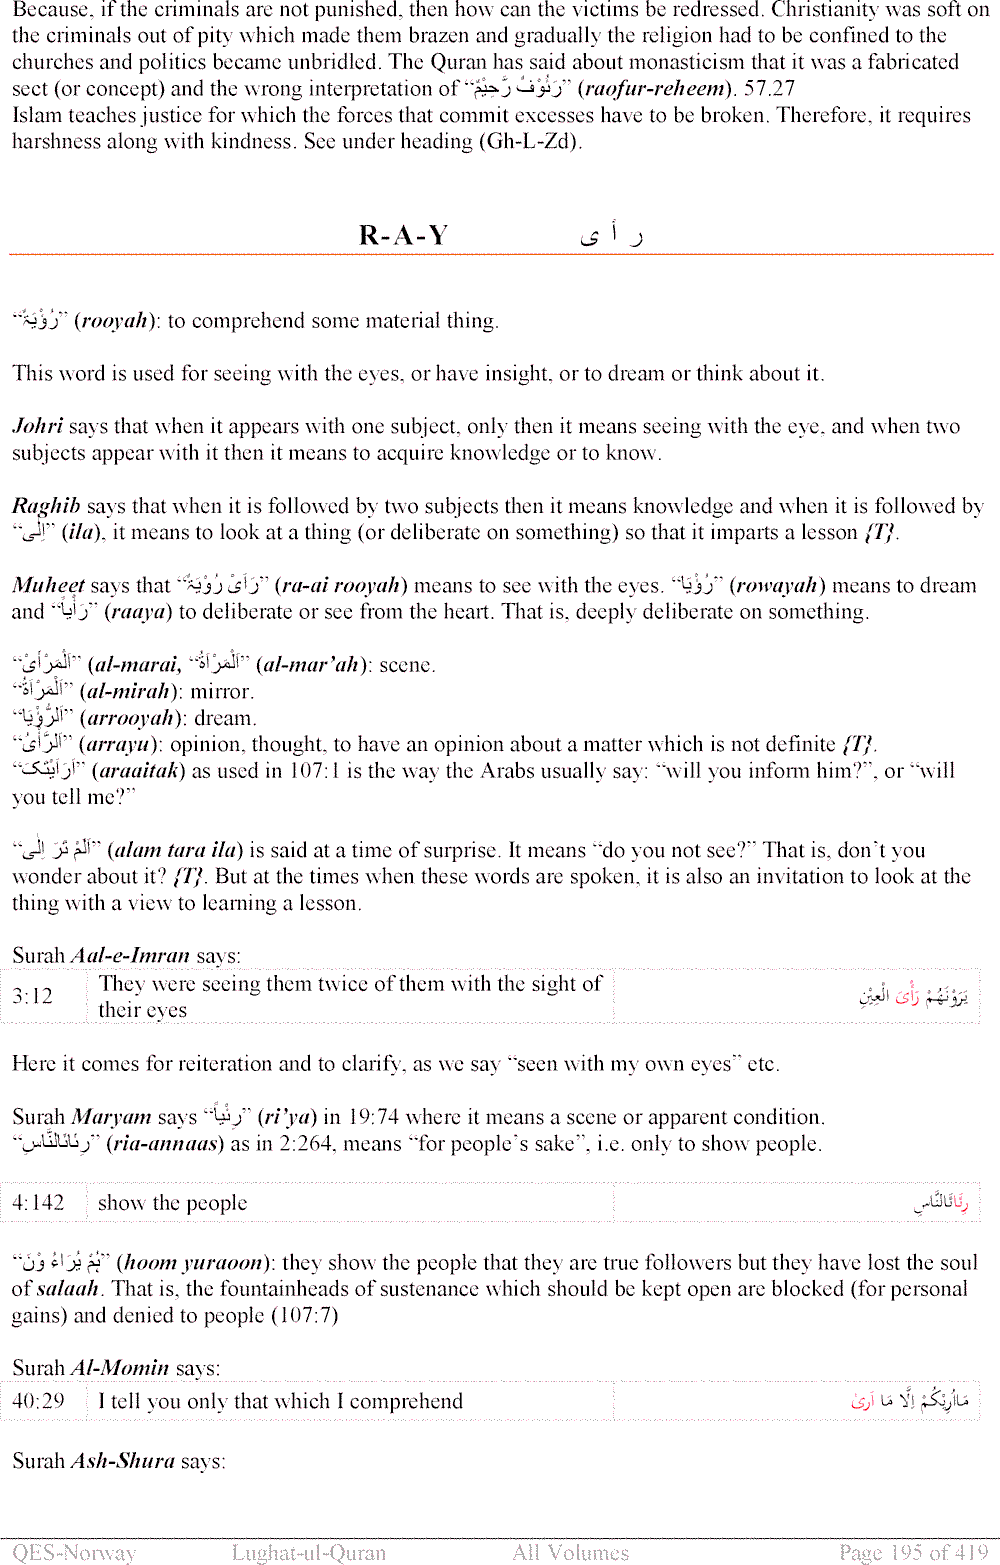 Because, if the criminals are not punished, then how can the victims be redressed. Christianity was soft on
the criminals out of pity which made them brazen and gradually the religion had to be confined to the
churches and politics became unbridled. The Quran has said about monasticism that it was a fabricated
sect (or concept) and the wrong interpretation of “رَئُوْفٌ رَّحِيْمٌ” (raofur-reheem). 57.27
Islam teaches justice for which the forces that commit excesses have to be broken. Therefore, it requires
harshness along with kindness. See under heading (Gh-L-Zd).
R-A-Y ر أ ى
“رُؤْيَۃٌ” (rooyah): to comprehend some material thing.
This word is used for seeing with the eyes, or have insight, or to dream or think about it.
Johri says that when it appears with one subject, only then it means seeing with the eye, and when two
subjects appear with it then it means to acquire knowledge or to know.
Raghib says that when it is followed by two subjects then it means knowledge and when it is followed by
“اِلٰى” (ila), it means to look at a thing (or deliberate on something) so that it imparts a lesson {T}.
Muheet says that “رَأَىْ رُوْيَۃٌ” (ra-ai rooyah) means to see with the eyes. “رُؤْيَا” (rowayah) means to dream
and “رَأْياً” (raaya) to deliberate or see from the heart. That is, deeply deliberate on something.
“اَلْمَرْأَىْ” (al-marai, “اَلْمَرْاَۃُ” (al-mar’ah): scene.
“اَلْمَرْاَۃُ” (al-mirah): mirror.
“اَلرُّؤْيَا” (arrooyah): dream.
“اَلرَّأْىُ” (arrayu): opinion, thought, to have an opinion about a matter which is not definite {T}.
“اَرَاَيْتَکَ” (araaitak) as used in 107:1 is the way the Arabs usually say: “will you inform him?”, or “will
you tell me?”
“اَلَمْ تَرَ اِلٰى” (alam tara ila) is said at a time of surprise. It means “do you not see?” That is, don’t you
wonder about it? {T}. But at the times when these words are spoken, it is also an invitation to look at the
thing with a view to learning a lesson.
Surah Aal-e-Imran says:
3:12 They were seeing them twice of them with the sight of
their eyes يَرَوْنَهُمْ رَأْىَ الْعِيْنِ
Here it comes for reiteration and to clarify, as we say “seen with my own eyes” etc.
Surah Maryam says “رِئْياً” (ri’ya) in 19:74 where it means a scene or apparent condition.
“رِئَائَالنَّاسِ” (ria-annaas) as in 2:264, means “for people’s sake”, i.e. only to show people.
4:142 show the people رِئَائَالنَّاسِ
“ہُمْ يُرَاءُ وْنَ” (hoom yuraoon): they show the people that they are true followers but they have lost the soul
of salaah. That is, the fountainheads of sustenance which should be kept open are blocked (for personal
gains) and denied to people (107:7)
Surah Al-Momin says:
40:29 I tell you only that which I comprehend مَااُرِيْکُمْ اِلَّا مَا اَرىٰ
Surah Ash-Shura says:
QES-Norway Lughat-ul-Quran All Volumes Page 195 of 419